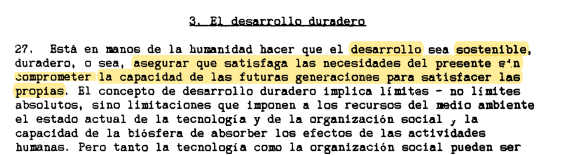 3. El desarrollo duradero
27. Está en manos de la humanidad hacer que el desarrollo sea sostenible,
duradero, o sea, asegurar que satisfaga las necesidades del presente sin
comprometer la capacidad de las futuras generaciones para satisfacer las
propias. El concepto de desarrollo duradero implica límites - no límites
absolutos, sino limitaciones que imponen a los recursos del medio ambiente
el estado actual de la tecnología y de la organización social y la
capacidad de la biósfera de absorber los efectos de las actividades
humanas. Pero tanto la tecnología como la organización social pueden ser